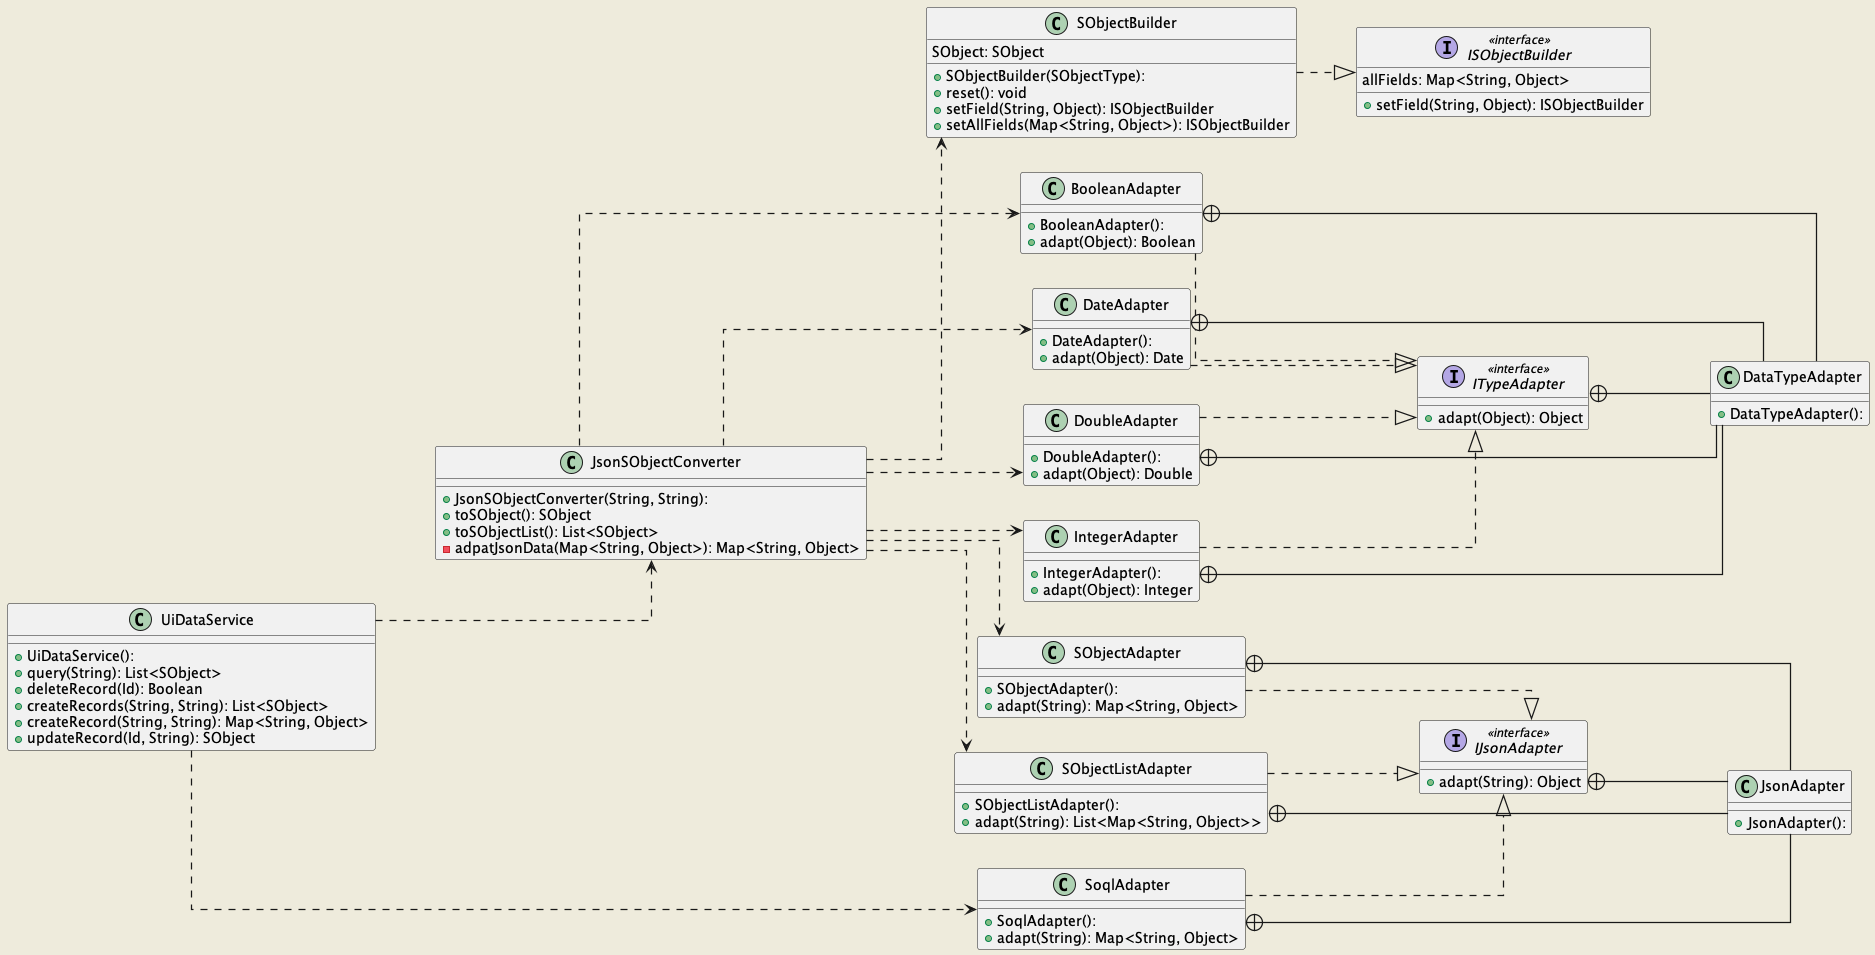 C SObjectBuilder
SObject: SObject
SObjectBuilder(SObjectType):
reset(): void
setField(String, Object): ISObjectBuilder
setAllFields(Map<String, Object>): ISObjectBuilder
«interface»
I ISObjectBuilder
allFields: Map<String, Object>
setField(String, Object): ISObjectBuilder
C BooleanAdapter
BooleanAdapter():
adapt(Object): Boolean
C DateAdapter
DateAdapter():
adapt(Object): Date
«interface»
I ITypeAdapter
adapt(Object): Object
C DataTypeAdapter
DataTypeAdapter():
C DoubleAdapter
DoubleAdapter():
adapt(Object): Double
C JsonSObjectConverter
JsonSObjectConverter(String, String):
toSObject(): SObject
toSObjectList(): List<SObject>
adpatJsonData(Map<String, Object>): Map<String, Object>
C IntegerAdapter
IntegerAdapter():
adapt(Object): Integer
C UiDataService
UiDataService():
query(String): List<SObject>
deleteRecord(Id): Boolean
createRecords(String, String): List<SObject>
createRecord(String, String): Map<String, Object>
updateRecord(Id, String): SObject
C SObjectAdapter
SObjectAdapter():
adapt(String): Map<String, Object>
«interface»
I IJsonAdapter
adapt(String): Object
C SObjectListAdapter
SObjectListAdapter():
adapt(String): List<Map<String, Object>>
C JsonAdapter
JsonAdapter():
C SoqlAdapter
SoqlAdapter():
adapt(String): Map<String, Object>